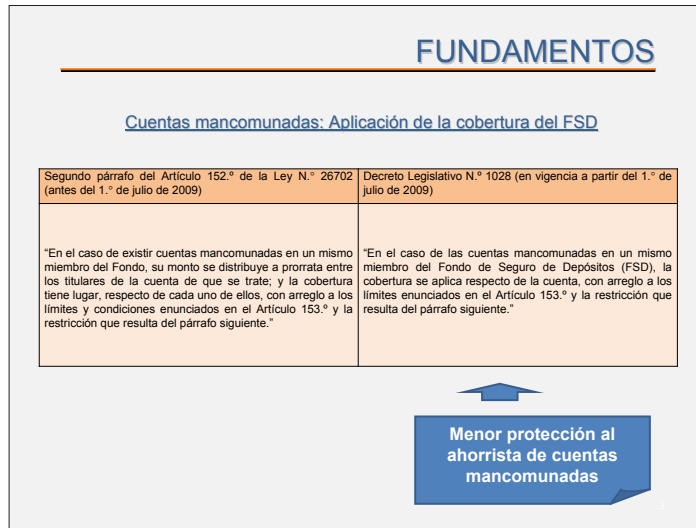 FUNDAMENTOS
Cuentas mancomunadas: Aplicación de la cobertura del FSD
Segundo párrafo del Artículo 152.º de la Ley N.° 26702
(antes del 1.° de julio de 2009)
Decreto Legislativo N.º 1028 (en vigencia a partir del 1.° de
julio de 2009)
“En el caso de existir cuentas mancomunadas en un mismo
miembro del Fondo, su monto se distribuye a prorrata entre
los titulares de la cuenta de que se trate; y la cobertura
tiene lugar, respecto de cada uno de ellos, con arreglo a los
límites y condiciones enunciados en el Artículo 153.º y la
restricción que resulta del párrafo siguiente.”
“En el caso de las cuentas mancomunadas en un mismo
miembro del Fondo de Seguro de Depósitos (FSD), la
cobertura se aplica respecto de la cuenta, con arreglo a los
límites enunciados en el Artículo 153.º y la restricción que
resulta del párrafo siguiente.”
Menor protección al
ahorrista de cuentas
mancomunadas
3